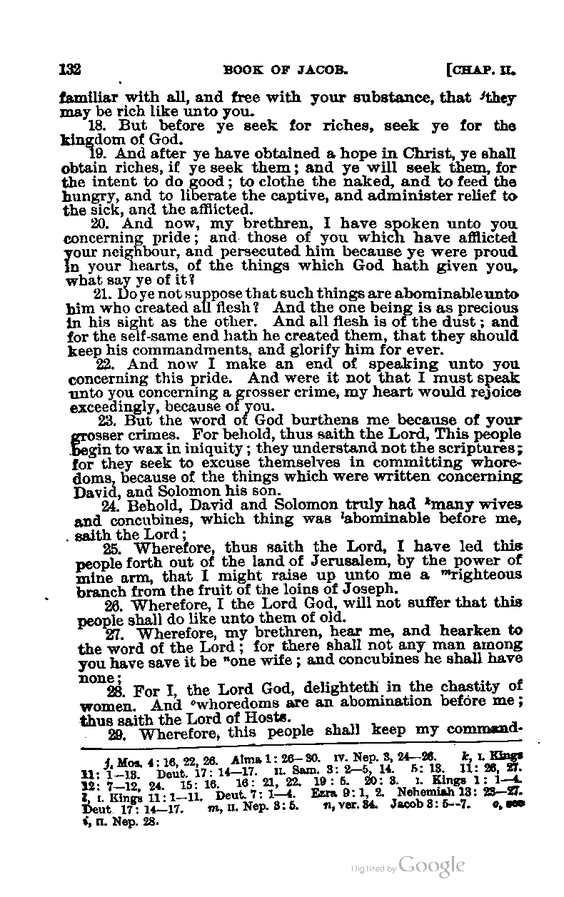 132 BOOK OF JACOB. [CHAP. II.
familiar with all, and free with your substance, that ʲthey
may be rich like unto you.
18. But before ye seek for riches, seek ye for the
kingdom of God.
19. And after ye have obtained a hope in Christ, ye shall
obtain riches, if ye seek them; and ye will seek them, for
the intent to do good; to clothe the naked, and to feed the
hungry, and to liberate the captive, and administer relief to
the sick, and the afflicted.
20. And now, my brethren, I have spoken unto you
concerning pride; and those of you which have afflicted
your neighbour, and persecuted him because ye were proud
in your hearts, of the things which God hath given you,
what say ye of it?
21. Do ye not suppose that such things are abominable unto
him who created all flesh? And the one being is as precious
in his sight as the other. And all flesh is of the dust; and
for the self-same end hath he created them, that they should
keep his commandments, and glorify him for ever.
22. And now I make an end of speaking unto you
concerning this pride. And were it not that I must speak
unto you concerning a grosser crime, my heart would rejoice
exceedingly, because of you.
23. But the word of God burthens me because of your
grosser crimes. For behold, thus saith the Lord, This people
begin to wax in iniquity; they understand not the scriptures;
for they seek to excuse themselves in committing whore-
doms, because of the things which were written concerning
David, and Solomon his son.
24. Behold, David and Solomon truly had ᵏmany wives
and concubines, which thing was ˡabominable before me,
saith the Lord;
25. Wherefore, thus saith the Lord, I have led this
people forth out of the land of Jerusalem, by the power of
mine arm, that I might raise up unto me a ᵐrighteous
branch from the fruit of the loins of Joseph.
26. Wherefore, I the Lord God, will not suffer that this
people shall do like unto them of old.
27. Wherefore, my brethren, hear me, and hearken to
the word of the Lord; for there shall not any man among
you have save it be ⁿone wife; and concubines he shall have
none;
28. For I, the Lord God, delighteth in the chastity of
women. And ᵒwhoredoms are an abomination before me;
thus saith the Lord of Hosts.
29. Wherefore, this people shall keep my command-
j, Mos. 4: 16, 22, 26. Alma 1: 26–30. IV. Nep. 3, 24–26. k, I. Kings
11: 1–13. Deut. 17: 14–17. II. Sam. 3: 2–5, 14. 5: 13. 11: 26, 27.
12: 7–12, 24. 15: 16. 16: 21, 22. 19: 5. 20: 3. I. Kings 1: 1–4.
l, I. Kings 11: 1–11. Deut. 7: 1–4. Ezra 9: 1, 2. Nehemiah 13: 23–27.
Deut 17: 14–17. m, II. Nep. 3: 5. n, ver. 34. Jacob 3: 5--7. o, see
i, II. Nep. 28.
Digitized by Google